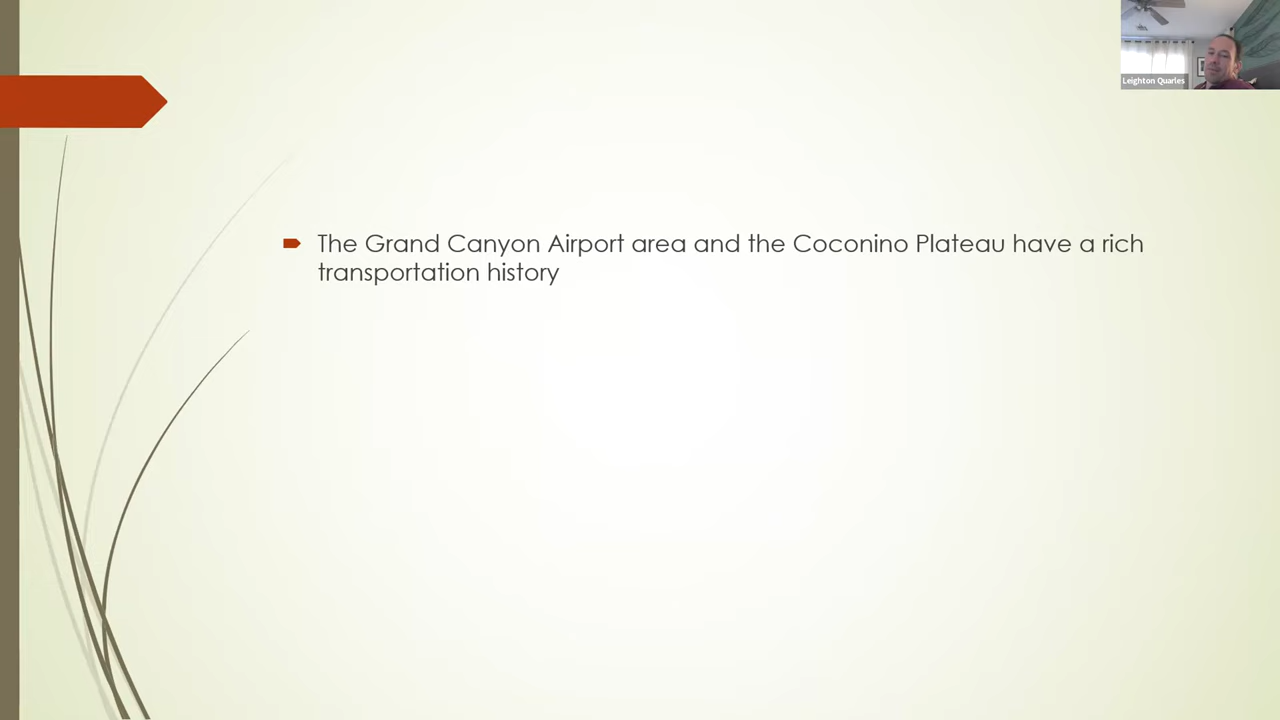 Leighton Quarles
The Grand Canyon Airport area and the Coconino Plateau have a rich
transportation history